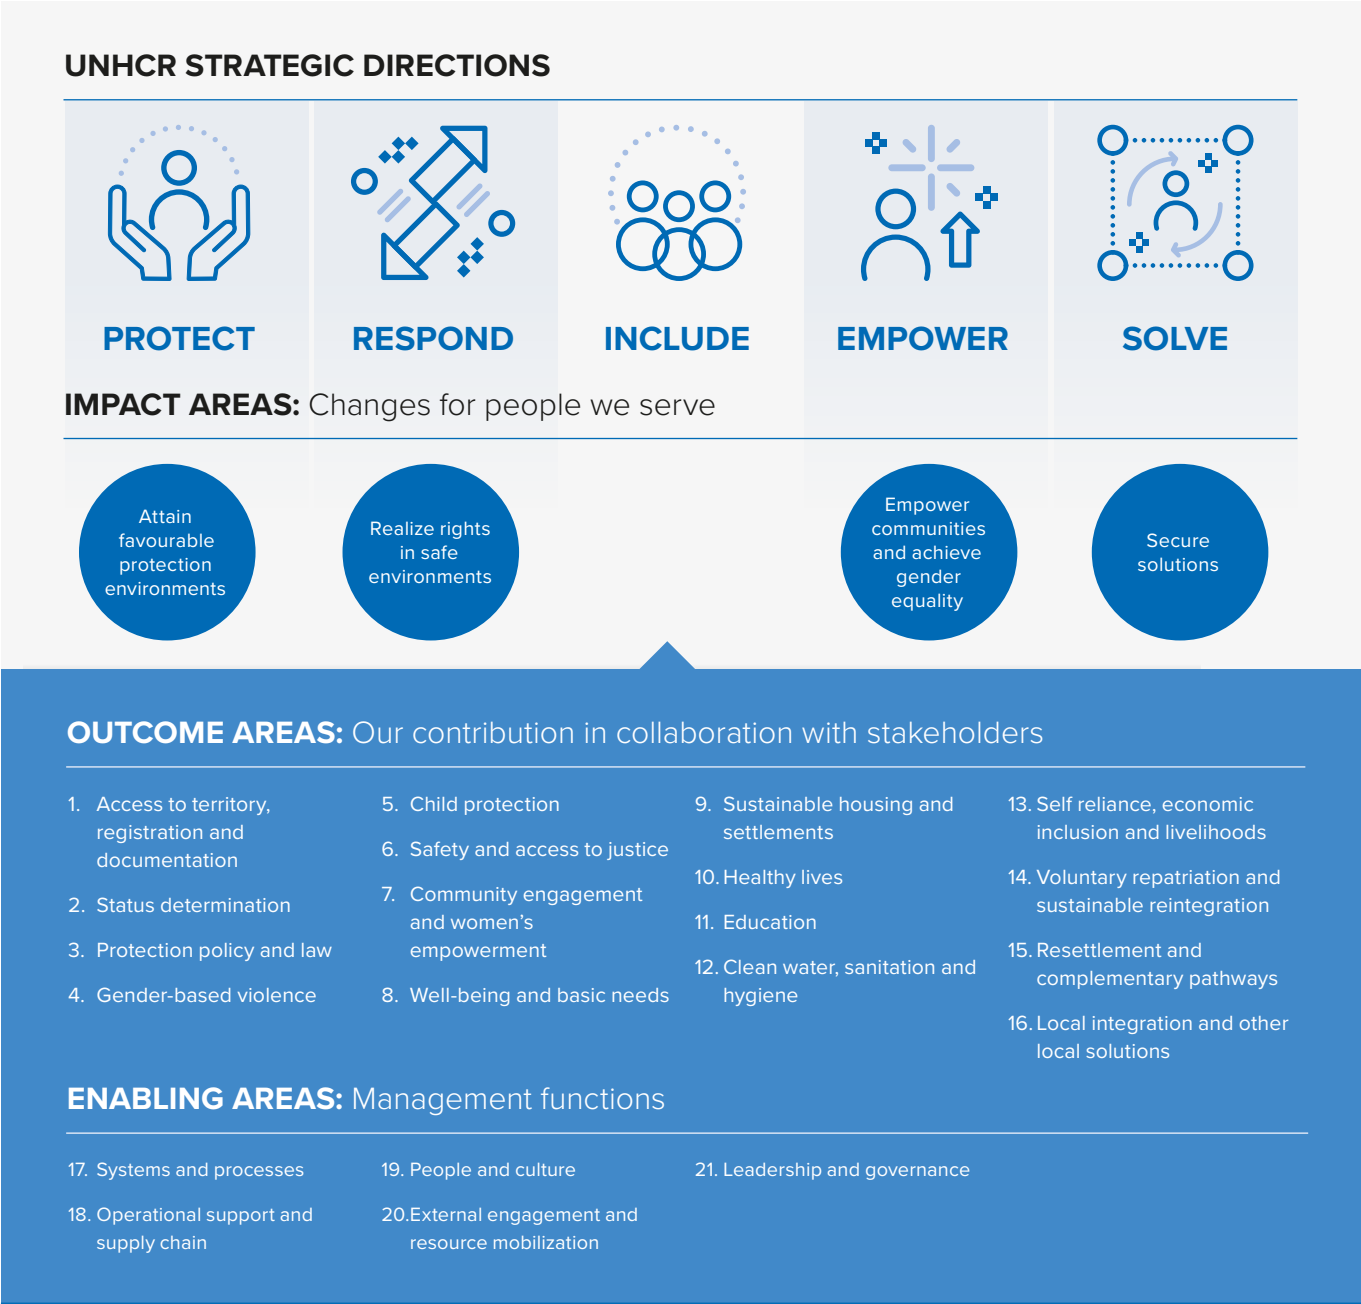 UNHCR STRATEGIC DIRECTIONS
PROTECT
RESPOND
INCLUDE
EMPOWER
SOLVE
IMPACT AREAS: Changes for people we serve
Attain
favourable
protection
environments
Realize rights
in safe
environments
Empower
communities
and achieve
gender
equality
Secure
solutions
OUTCOME AREAS: Our contribution in collaboration with stakeholders
1. Access to territory,
registration and
documentation
2. Status determination
3. Protection policy and law
4. Gender-based violence
5. Child protection
6. Safety and access to justice
7. Community engagement
and women's
empowerment
8. Well-being and basic needs
9. Sustainable housing and
settlements
10. Healthy lives
11. Education
12. Clean water, sanitation and
hygiene
13. Self reliance, economic
inclusion and livelihoods
14. Voluntary repatriation and
sustainable reintegration
15. Resettlement and
complementary pathways
16. Local integration and other
local solutions
ENABLING AREAS: Management functions
17. Systems and processes
18. Operational support and
supply chain
19. People and culture
20.External engagement and
resource mobilization
21. Leadership and governance